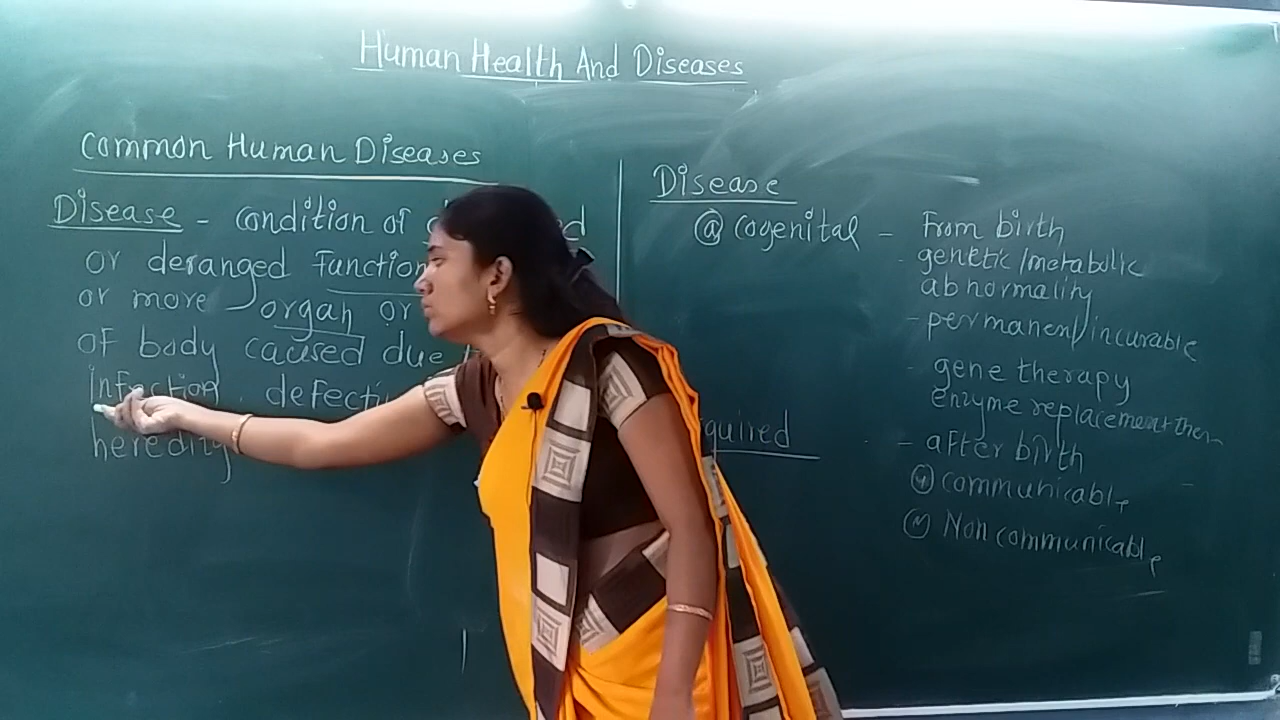 Human Health And Diseases
Common Human Diseases
Disease - condition of
or deranged Function
or more organ or
of body caused due
infection, defecti
heredity
Disease
@ cogenital - From birth
- genetic/metabolic
abnormality
- permanent/incurable
- gene therapy
enzyme replacement ther
quired - after birth
communicable
Non communicable